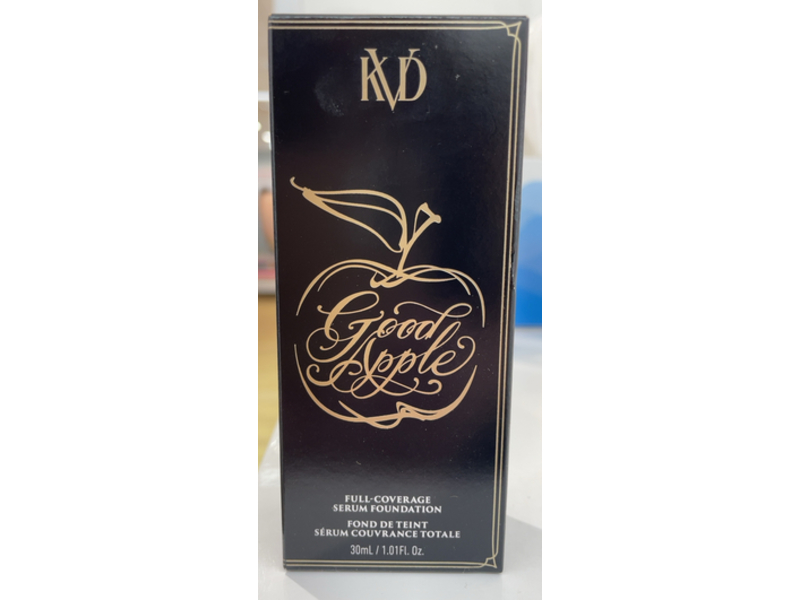 KVD
Good
Apple
FULL-COVERAGE
SERUM FOUNDATION
FOND DE TEINT
SÉRUM COUVRANCE TOTALE
30mL / 1.01Fl. Oz.